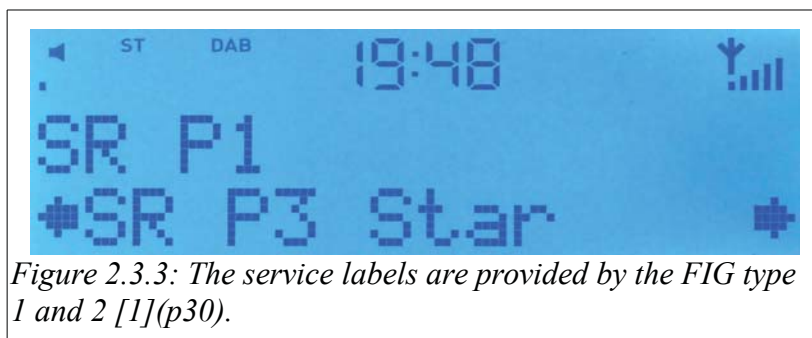 ST DAB 19:48
SR P1
SR P3 Star
Figure 2.3.3: The service labels are provided by the FIG type
1 and 2 [1](p30).